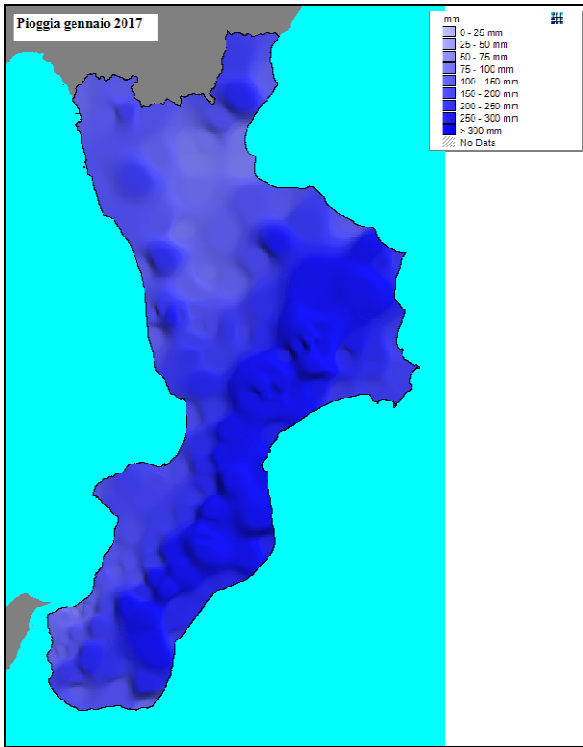 Pioggia gennaio 2017
mm
0 - 25 mm
25 - 50 mm
50 - 75 mm
75 - 100 mm
100 - 150 mm
150 - 200 mm
200 - 250 mm
250 - 300 mm
> 300 mm
No Data